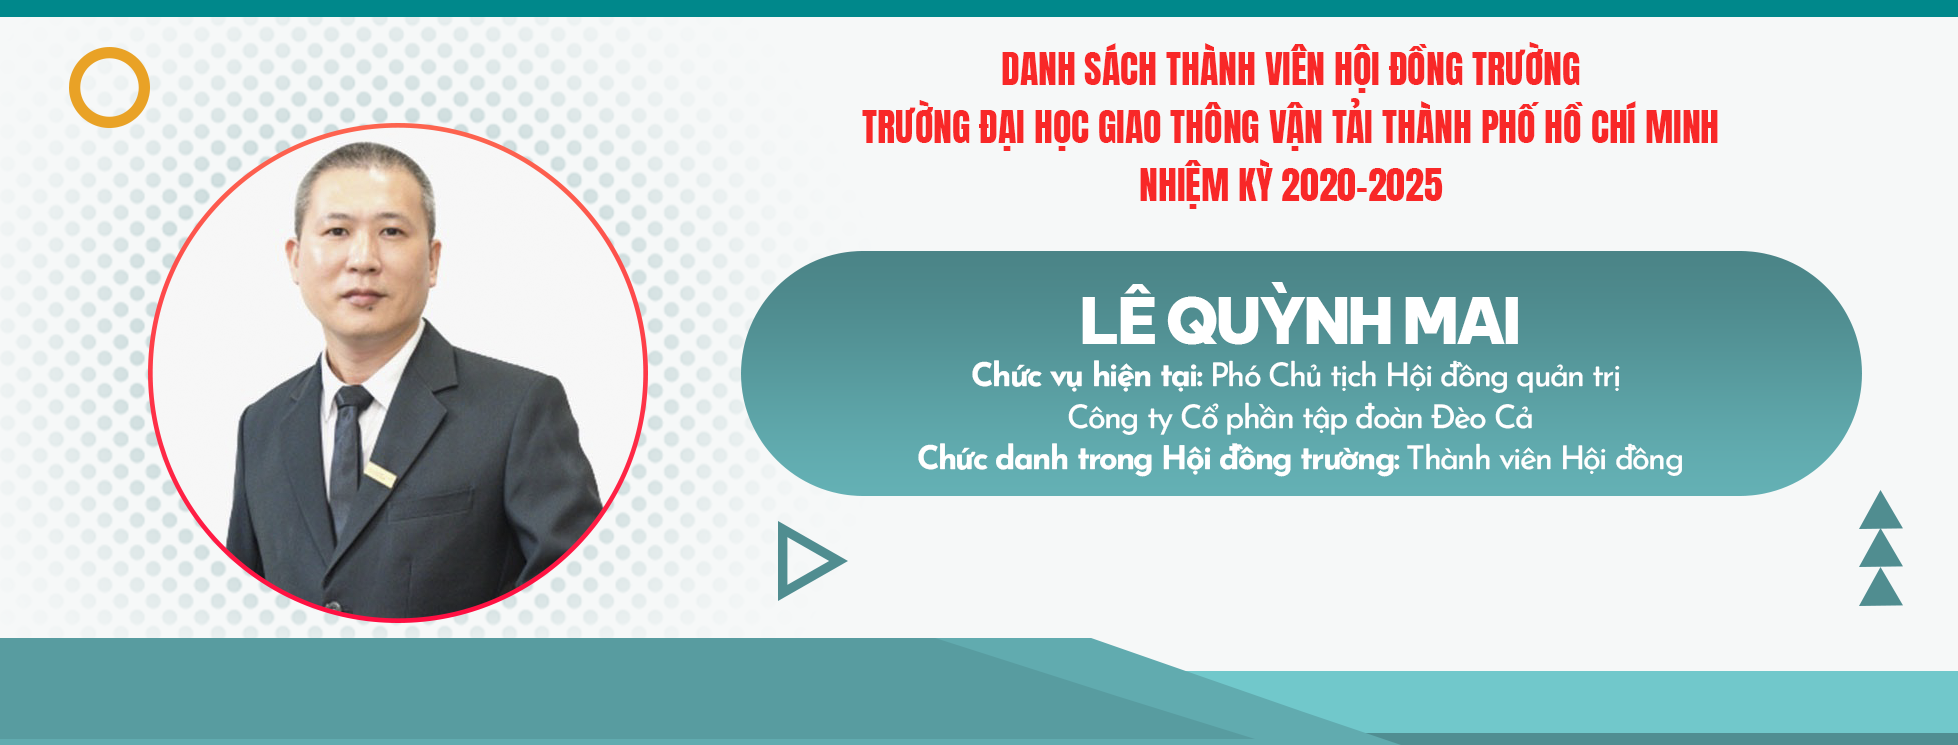 DANH SÁCH THÀNH VIÊN HỘI ĐỒNG TRƯỜNG
TRƯỜNG ĐẠI HỌC GIAO THÔNG VẬN TẢI THÀNH PHỐ HỒ CHÍ MINH
NHIỆM KỲ 2020-2025
LÊ QUỲNH MAI
Chức vụ hiện tại: Phó Chủ tịch Hội đồng quản trị
Công ty Cổ phần tập đoàn Đèo Cả
Chức danh trong Hội đồng trường: Thành viên Hội đồng